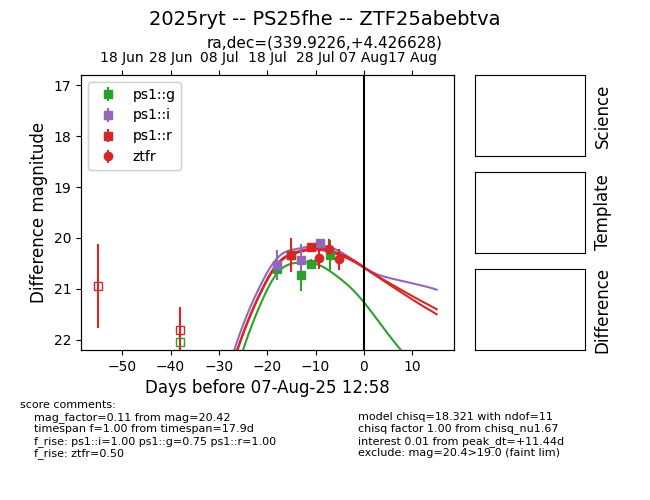 2025ryt -- PS25fhe -- ZTF25abebtva
ra,dec=(339.9226,+4.426628)
18 Jun 28 Jun 08 Jul 18 Jul 28 Jul 07 Aug 17 Aug
ps1::g
ps1::i
ps1::r
ztfr
17
18
19
20
21
22
Difference magnitude
−50 −40 −30 −20 −10 0 10
Days before 07-Aug-25 12:58
Science
Template
Difference
score comments:
mag_factor=0.11 from mag=20.42
timespan f=1.00 from timespan=17.9d
f_rise: ps1::i=1.00 ps1::g=0.75 ps1::r=1.00
f_rise: ztfr=0.50
model chisq=18.321 with ndof=11
chisq factor 1.00 from chisq_nu1.67
interest 0.01 from peak_dt=+11.44d
exclude: mag=20.4>19.0 (faint lim)